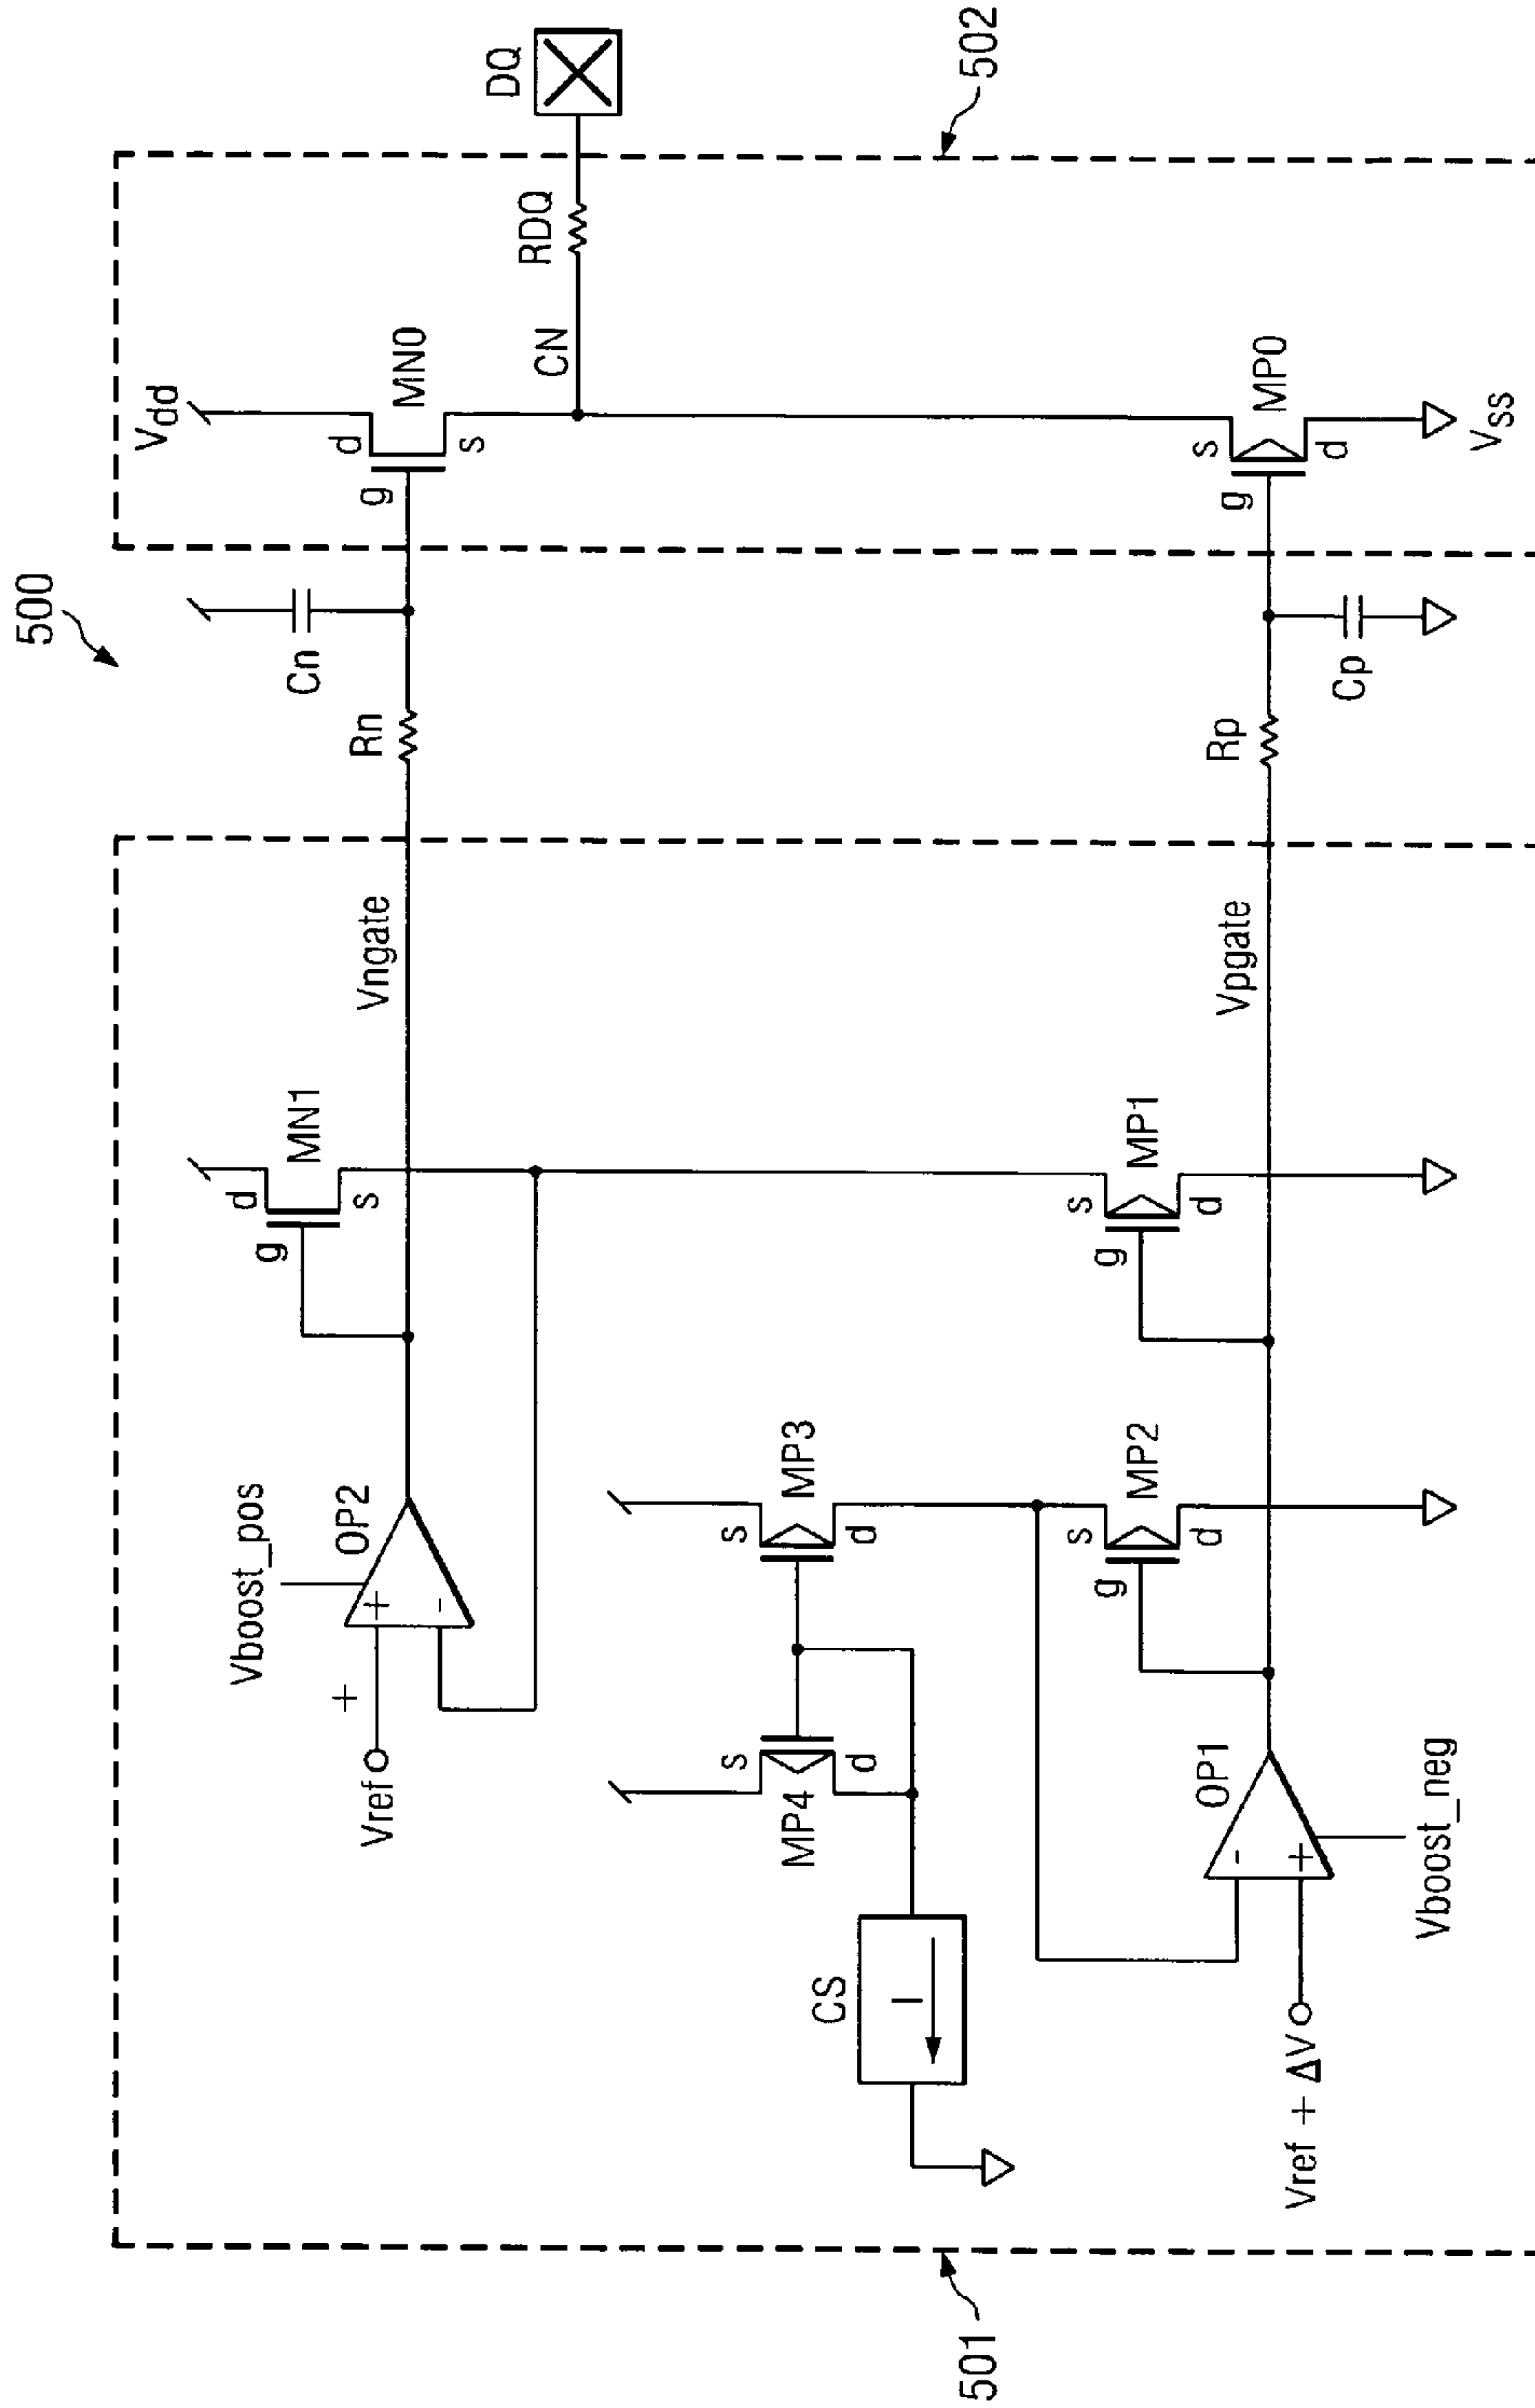 500
501
502
Vboost_pos
Vref
+
+
-
OP2
MN1
d
g
s
Vngate
Rn
Cn
Vdd
d
g
s
MN0
CN
RDQ
DQ
CS
I
MP4
s
d
MP3
s
d
MP2
s
g
d
MP1
s
g
d
Vref + ΔV
-
+
OP1
Vboost_neg
Vpgate
Rp
Cp
s
g
d
MP0
Vss